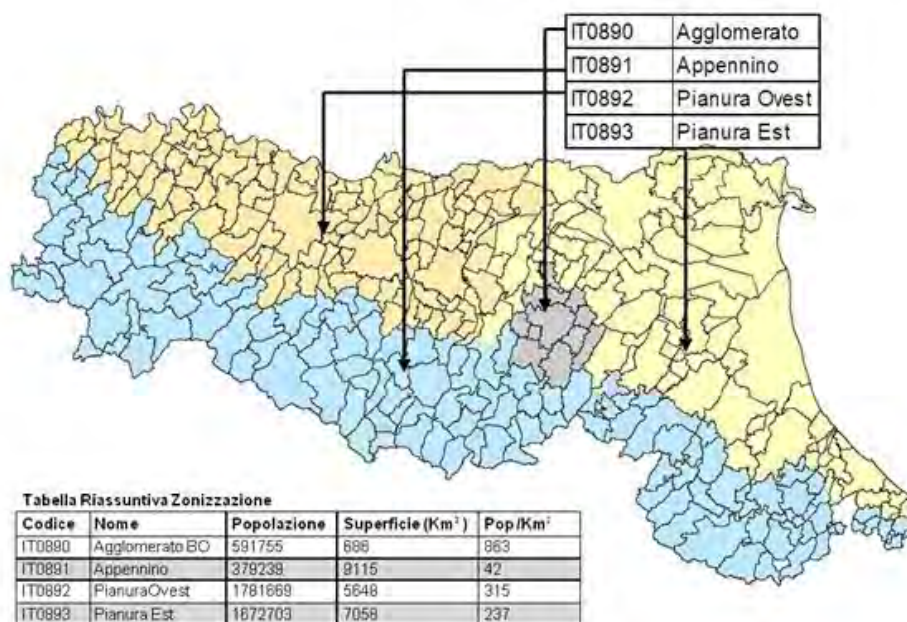 IT0890 Agglomerato
IT0891 Appennino
IT0892 Pianura Ovest
IT0893 Pianura Est
Tabella Riassuntiva Zonizzazione
Codice Nome Popolazione Superficie (Km²) Pop/Km²
IT0890 Agglomerato BO 591755 686 863
IT0891 Appennino 379239 9115 42
IT0892 PianuraOvest 1781669 5648 315
IT0893 Pianura Est 1672703 7058 237